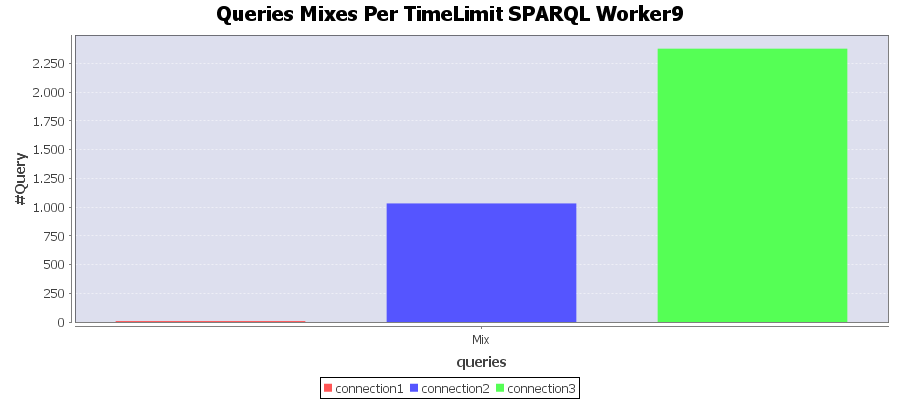 Queries Mixes Per TimeLimit SPARQL Worker9
#Query
2.250
2.000
1.750
1.500
1.250
1.000
750
500
250
0
Mix
queries
connection1 connection2 connection3